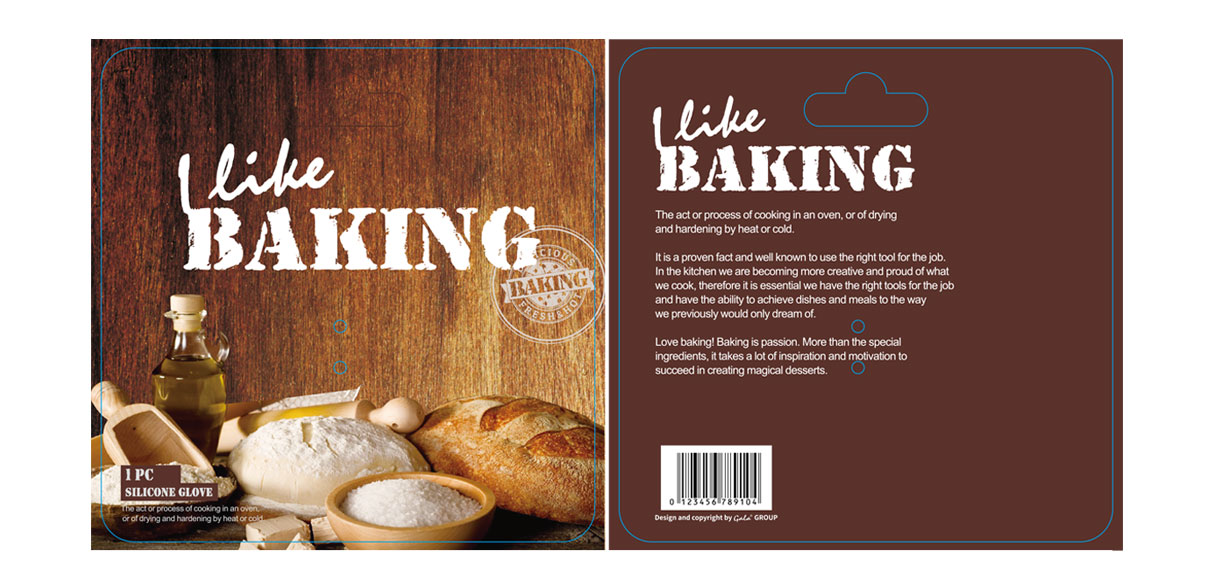 I like
BAKING
DELICIOUS
BAKING
FRESH&HOT
1 PC
SILICONE GLOVE
The act or process of cooking in an oven,
or of drying and hardening by heat or cold.
I like
BAKING
The act or process of cooking in an oven, or of drying
and hardening by heat or cold.
It is a proven fact and well known to use the right tool for the job.
In the kitchen we are becoming more creative and proud of what
we cook, therefore it is essential we have the right tools for the job
and have the ability to achieve dishes and meals to the way
we previously would only dream of.
Love baking! Baking is passion. More than the special
ingredients, it takes a lot of inspiration and motivation to
succeed in creating magical desserts.
0 123456 789104
Design and copyright by Gala GROUP